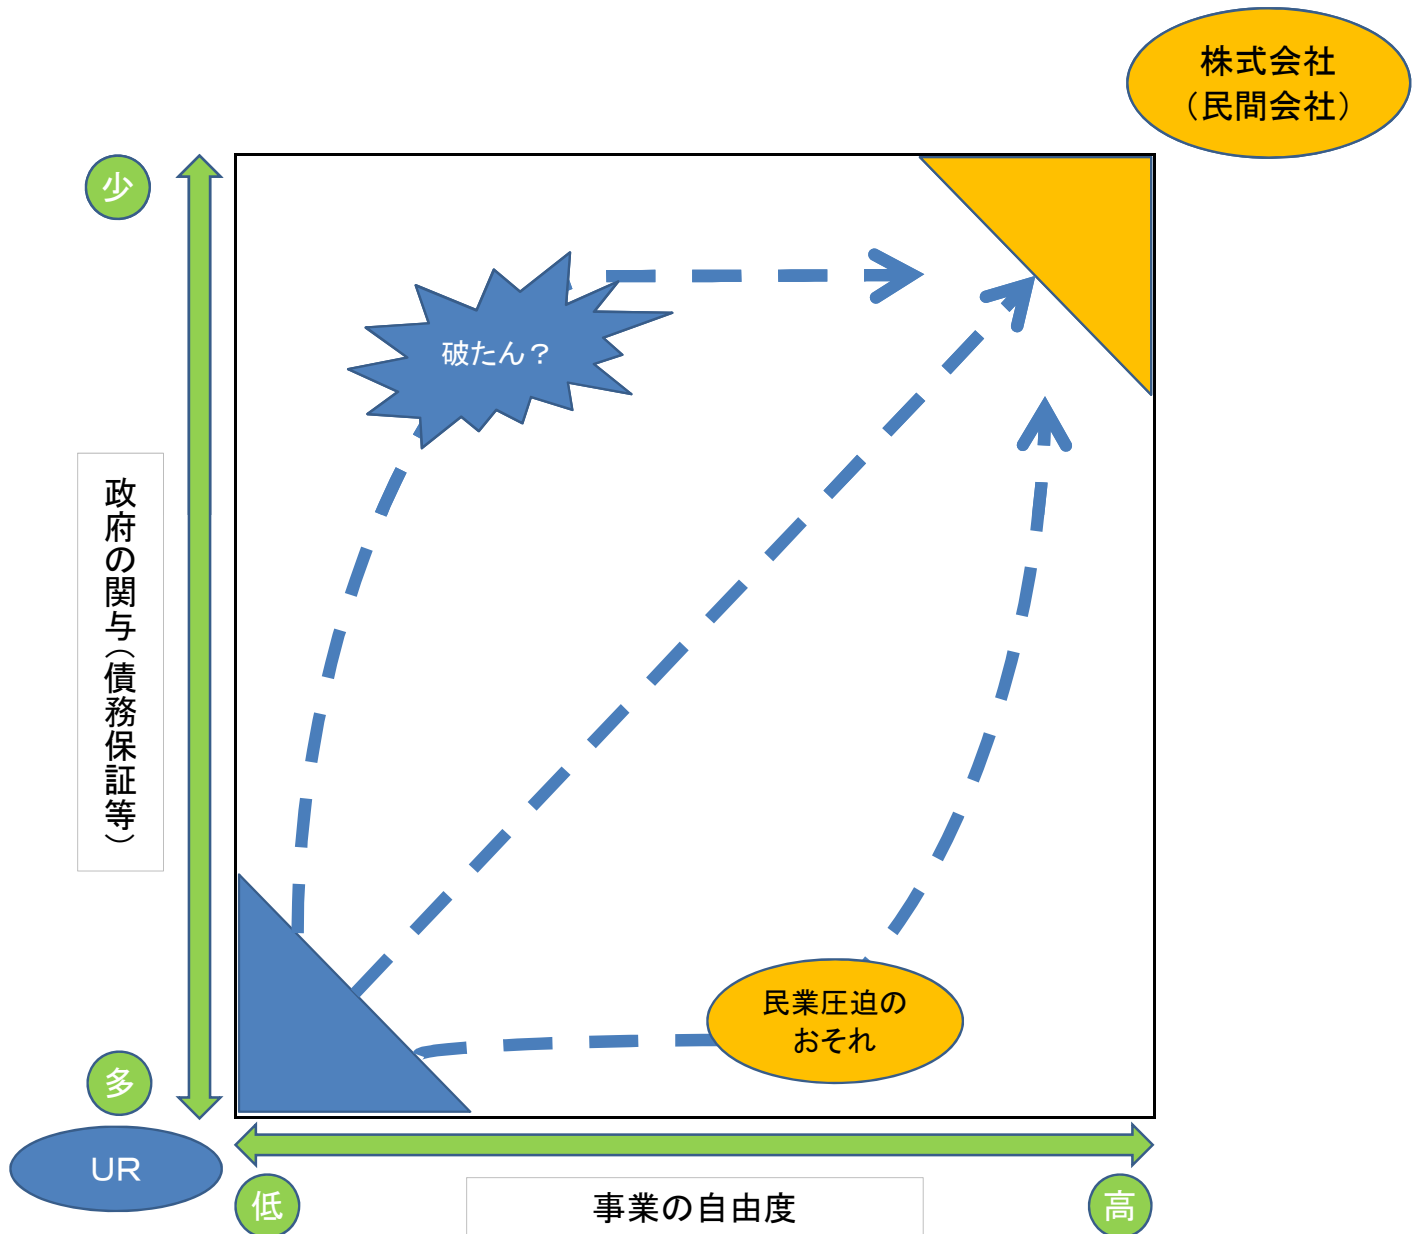 株式会社
（民間会社）
少
破たん？
政府の関与（債務保証等）
民業圧迫の
おそれ
多
ＵＲ
低
事業の自由度
高